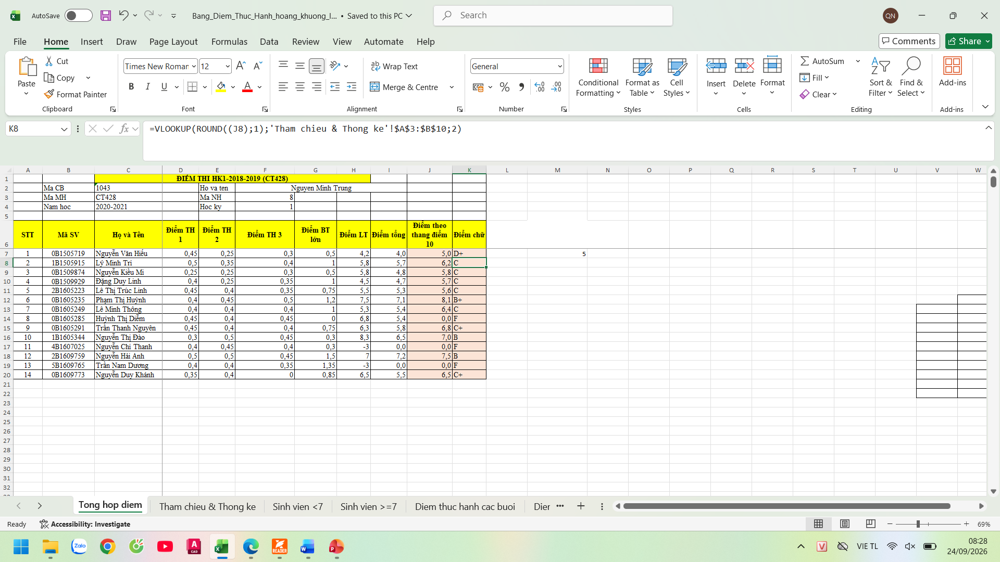 AutoSave Bang_Diem_Thuc_Hanh_hoang_khuong_l... • Saved to this PC Search QN
File Home Insert Draw Page Layout Formulas Data Review View Automate Help Comments Share
Paste Cut Copy Format Painter Clipboard
Times New Roman 12 B I U A Font
Wrap Text Merge & Centre Alignment
General % Number
Conditional Formatting Format as Table Cell Styles Styles
Insert Delete Format Cells
AutoSum Fill Clear Sort & Filter Find & Select Editing
Add-ins Add-ins
K8 fx =VLOOKUP(ROUND((J8);1);'Tham chieu & Thong ke'!$A$3:$B$10;2)
A B C D E F G H I J K L M N O P Q R S T U V W
1 ĐIỂM THI HK1-2018-2019 (CT428)
2 Ma CB 1043 Ho va ten Nguyen Minh Trung
3 Ma MH CT428 Ma NH 8
4 Nam hoc 2020-2021 Hoc ky 1
5
6 STT Mã SV Họ và Tên Điểm TH 1 Điểm TH 2 Điểm TH 3 Điểm BT lớn Điểm LT Điểm tổng Điểm theo thang điểm 10 Điểm chữ
7 1 0B1505719 Nguyễn Văn Hiếu 0,45 0,25 0,3 0,5 4,2 4,0 5,0 D+ 5
8 2 1B1505915 Lý Minh Trí 0,5 0,35 0,4 1 5,8 5,7 6,2 C
9 3 0B1509874 Nguyễn Kiều Mi 0,25 0,25 0,3 0,5 5,8 4,8 5,8 C
10 4 0B1509929 Đặng Duy Linh 0,4 0,25 0,35 1 4,5 4,7 5,7 C
11 5 2B1605223 Lê Thị Trúc Linh 0,45 0,4 0,35 0,75 5,5 5,3 5,6 C
12 6 0B1605235 Phạm Thị Huỳnh 0,4 0,45 0,5 1,2 7,5 7,1 8,1 B+
13 7 0B1605249 Lê Minh Thông 0,4 0,4 0,4 1 5,3 5,4 6,4 C
14 8 0B1605285 Huỳnh Thị Diễm 0,45 0,4 0,45 0 6,8 5,4 0,0 F
15 9 0B1605291 Trần Thanh Nguyên 0,45 0,4 0,4 0,75 6,3 5,8 6,8 C+
16 10 1B1605344 Nguyễn Thị Đào 0,3 0,5 0,45 0,3 8,3 6,5 7,0 B
17 11 4B1607025 Nguyễn Chí Thanh 0,4 0,45 0,4 0,3 -3 0,0 0,0 F
18 12 2B1609759 Nguyễn Hải Anh 0,5 0,5 0,45 1,5 7 7,2 7,5 B
19 13 5B1609765 Trần Nam Dương 0,4 0,4 0,35 1,35 -3 0,0 0,0 F
20 14 0B1609773 Nguyễn Duy Khánh 0,35 0,4 0 0,85 6,5 5,5 6,5 C+
21
22
23
24
25
26
27
28
29
30
31
32
Tong hop diem Tham chieu & Thong ke Sinh vien <7 Sinh vien >=7 Diem thuc hanh cac buoi Dier
Ready Accessibility: Investigate 69%
Zalo A CAD READER V VIE TL 08:28
24/09/2026